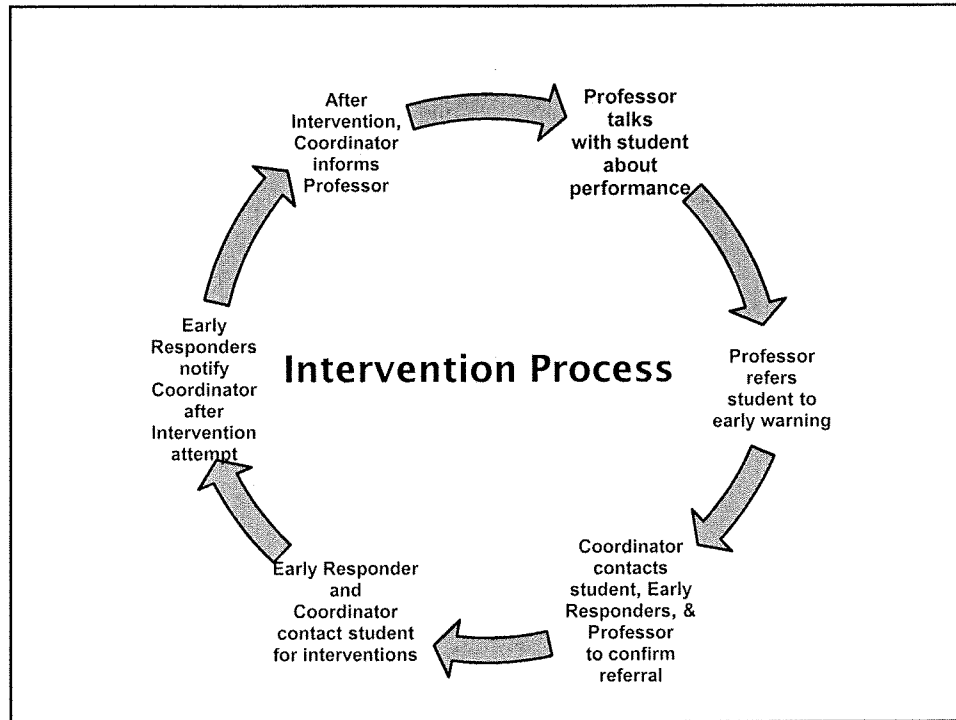 After
Intervention,
Coordinator
informs
Professor
Professor
talks
with student
about
performance
Professor
refers
student to
early warning
Coordinator
contacts
student, Early
Responders, &
Professor
to confirm
referral
Early Responder
and
Coordinator
contact student
for interventions
Early
Responders
notify
Coordinator
after
Intervention
attempt
Intervention Process